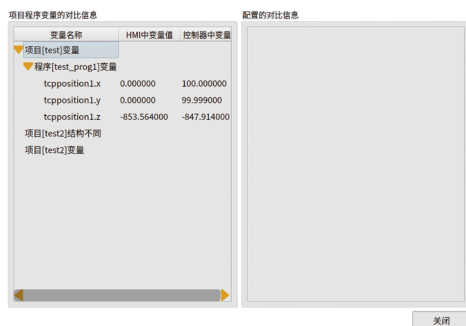 项目程序变量的对比信息
配置的对比信息
变量名称 HMI中变量值 控制器中变量
项目[test]变量
程序[test_prog1]变量
tcpposition1.x 0.000000 100.000000
tcpposition1.y 0.000000 99.999000
tcpposition1.z -853.564000 -847.914000
项目[test2]结构不同
项目[test2]变量
关闭